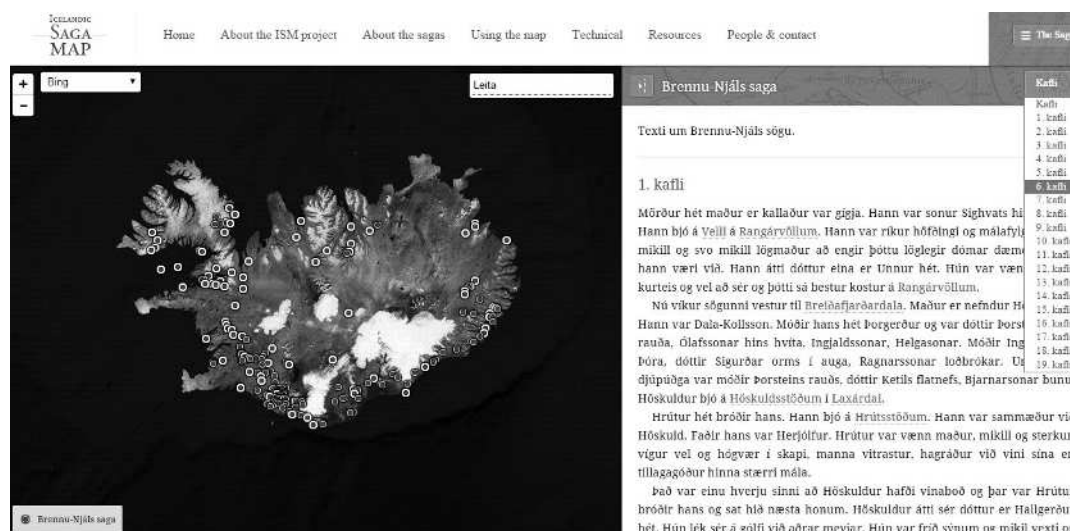 ICELANDIC
SAGA
MAP
Home About the ISM project About the sagas Using the map Technical Resources People & contact
The Sag
+
−
Bing
Leita
Brennu-Njáls saga
Kafli
Kafli
1. kafli
2. kafli
3. kafli
4. kafli
5. kafli
6. kafli
7. kafli
8. kafli
9. kafli
10. kafli
11. kafli
12. kafli
13. kafli
14. kafli
15. kafli
16. kafli
17. kafli
18. kafli
19. kafli
Texti um Brennu-Njáls sögu.
1. kafli
Mörður hét maður er kallaður var gígja. Hann var sonur Sighvats hi
Hann bjó á Velli á Rangárvöllum. Hann var ríkur höfðingi og málafylg
mikill og svo mikill lögmaður að engir þóttu löglegir dómar dæm
hann væri við. Hann átti dóttur eina er Unnur hét. Hún var væn
kurteis og vel að sér og þótti sá bestur kostur á Rangárvöllum.
Nú víkur sögunni vestur til Breiðafjarðardala. Maður er nefndur H
Hann var Dala-Kollsson. Móðir hans hét Þorgerður og var dóttir Þorst
rauða, Ólafssonar hins hvíta, Ingjaldssonar, Helgasonar. Móðir Ing
Þóra, dóttir Sigurðar orms í auga, Ragnarssonar loðbrókar. U
djúpúðga var móðir Þorsteins rauðs, dóttir Ketils flatnefs, Bjarnarsonar bunu
Höskuldur bjó á Höskuldsstöðum í Laxárdal.
Hrútur hét bróðir hans. Hann bjó á Hrútsstöðum. Hann var sammæður við
Höskuld. Faðir hans var Herjólfur. Hrútur var vænn maður, mikill og sterkur
vígur vel og hógvær í skapi, manna vitrastur, hagráður við vini sína en
tillagagóður hinna stærri mála.
Það var einu hverju sinni að Höskuldur hafði vinaboð og þar var Hrútu
bróðir hans og sat hið næsta honum. Höskuldur átti sér dóttur er Hallgerðu
hét. Hún lék sér á gólfi við aðrar meyjar. Hún var fríð sýnum og mikil vexti o
Brennu-Njáls saga